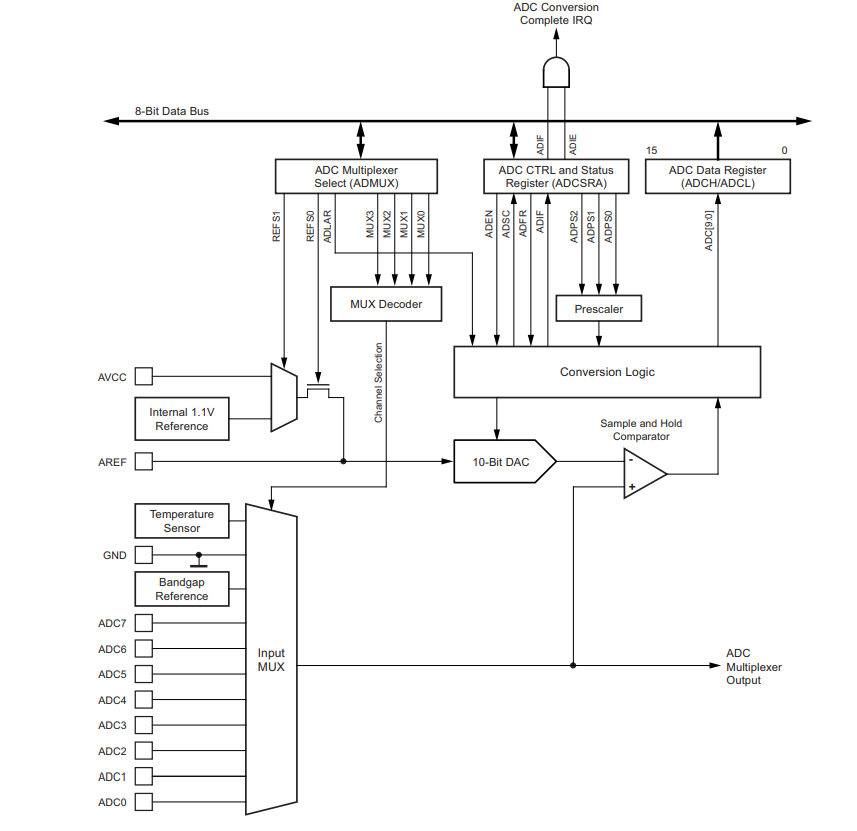 ADC Conversion
Complete IRQ
8-Bit Data Bus
ADIF
ADIE
15
0
ADC Multiplexer
Select (ADMUX)
ADC CTRL and Status
Register (ADCSRA)
ADC Data Register
(ADCH/ADCL)
REFS1
REFS0
ADLAR
MUX3
MUX2
MUX1
MUX0
ADEN
ADSC
ADFR
ADIF
ADPS2
ADPS1
ADPS0
ADC[9:0]
MUX Decoder
Prescaler
Channel Selection
Conversion Logic
AVCC
Internal 1.1V
Reference
Sample and Hold
Comparator
AREF
10-Bit DAC
-
+
Temperature
Sensor
GND
Bandgap
Reference
ADC7
ADC6
ADC5
ADC4
ADC3
ADC2
ADC1
ADC0
Input
MUX
ADC
Multiplexer
Output